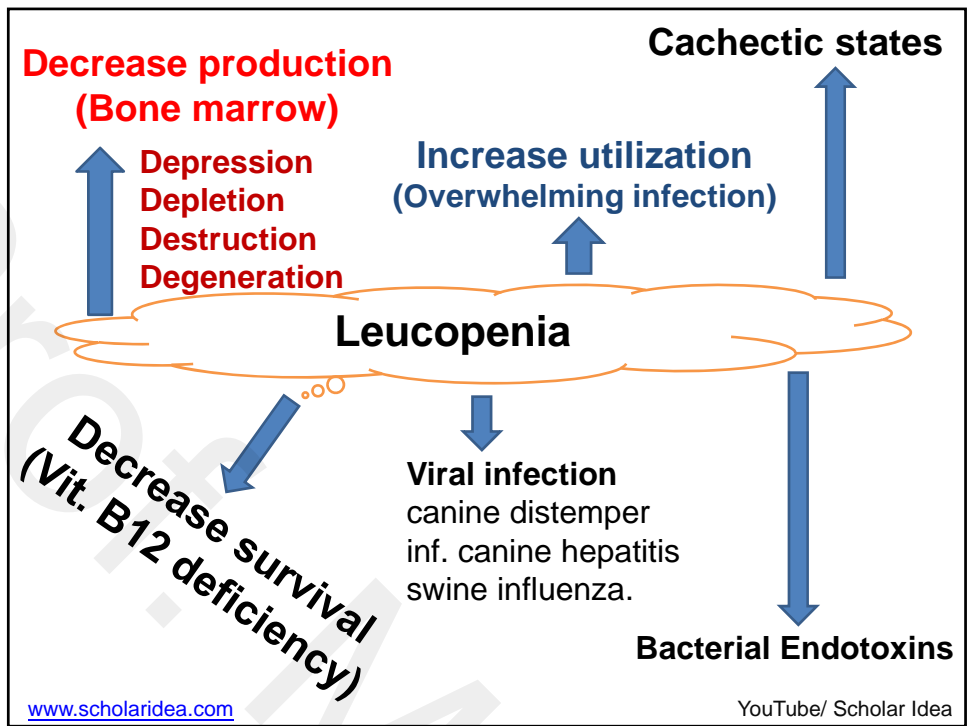 Decrease production
(Bone marrow)
Depression
Depletion
Destruction
Degeneration
Cachectic states
Increase utilization
(Overwhelming infection)
Leucopenia
Decrease survival
(Vit. B12 deficiency)
Viral infection
canine distemper
inf. canine hepatitis
swine influenza.
Bacterial Endotoxins
www.scholaridea.com
YouTube/ Scholar Idea